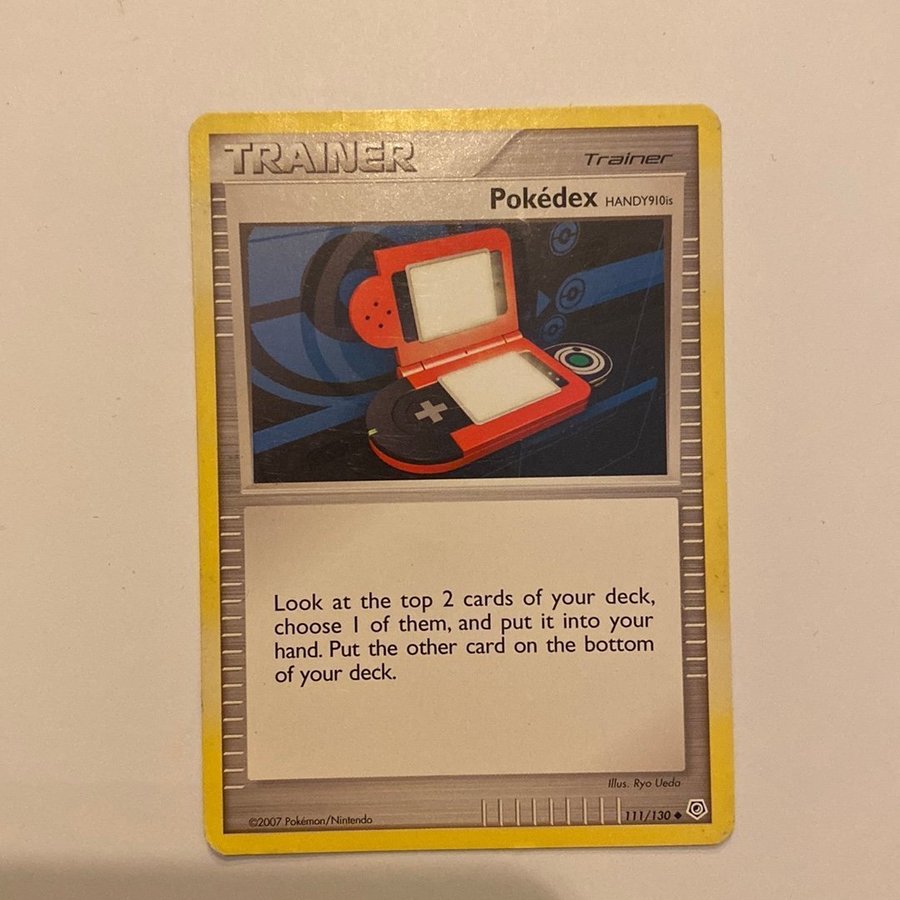 TRAINER
Trainer
Pokédex HANDY910is
Look at the top 2 cards of your deck,
choose 1 of them, and put it into your
hand. Put the other card on the bottom
of your deck.
Illus. Ryo Ueda
©2007 Pokémon/Nintendo
111/130 ◆